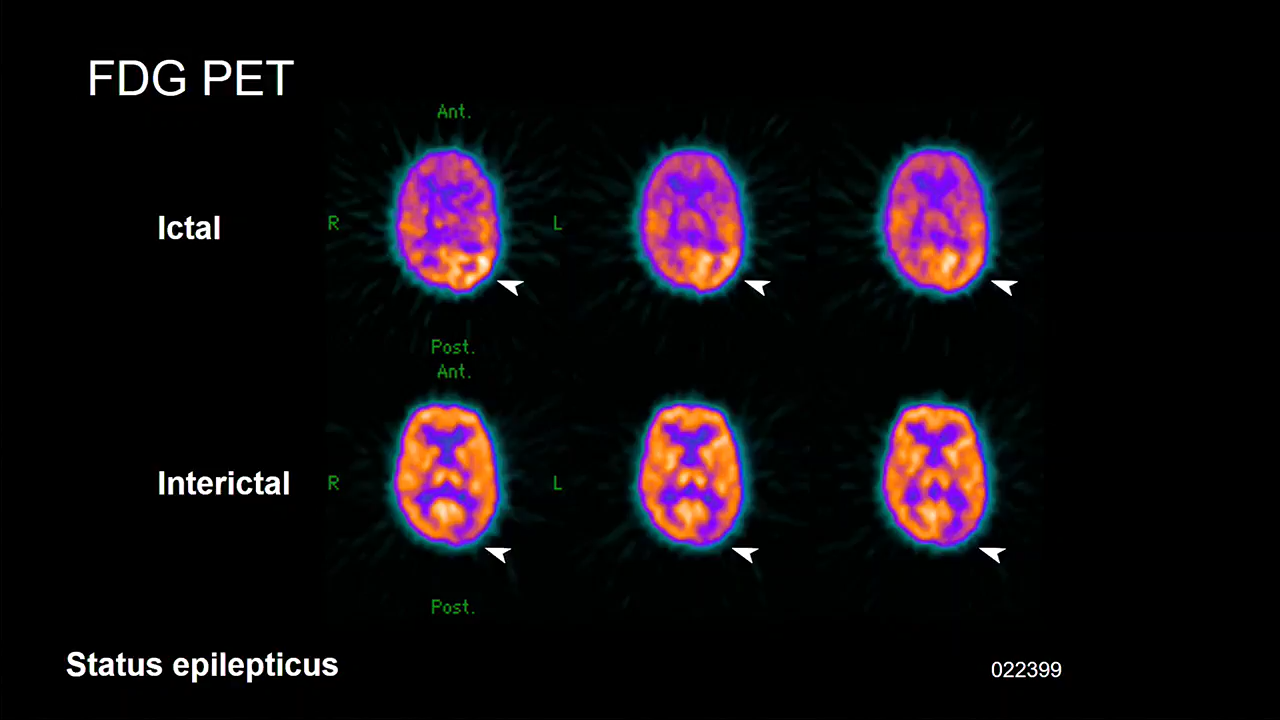 FDG PET
Ant.
Ictal
R
L
Post.
Ant.
Interictal
R
L
Post.
Status epilepticus
022399